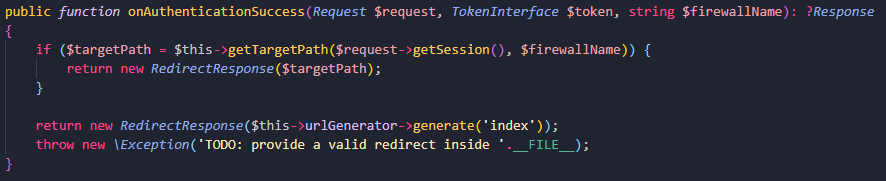 public function onAuthenticationSuccess(Request $request, TokenInterface $token, string $firewallName): ?Response
{
    if ($targetPath = $this->getTargetPath($request->getSession(), $firewallName)) {
        return new RedirectResponse($targetPath);
    }

    return new RedirectResponse($this->urlGenerator->generate('index'));
    throw new \Exception('TODO: provide a valid redirect inside '.__FILE__);
}